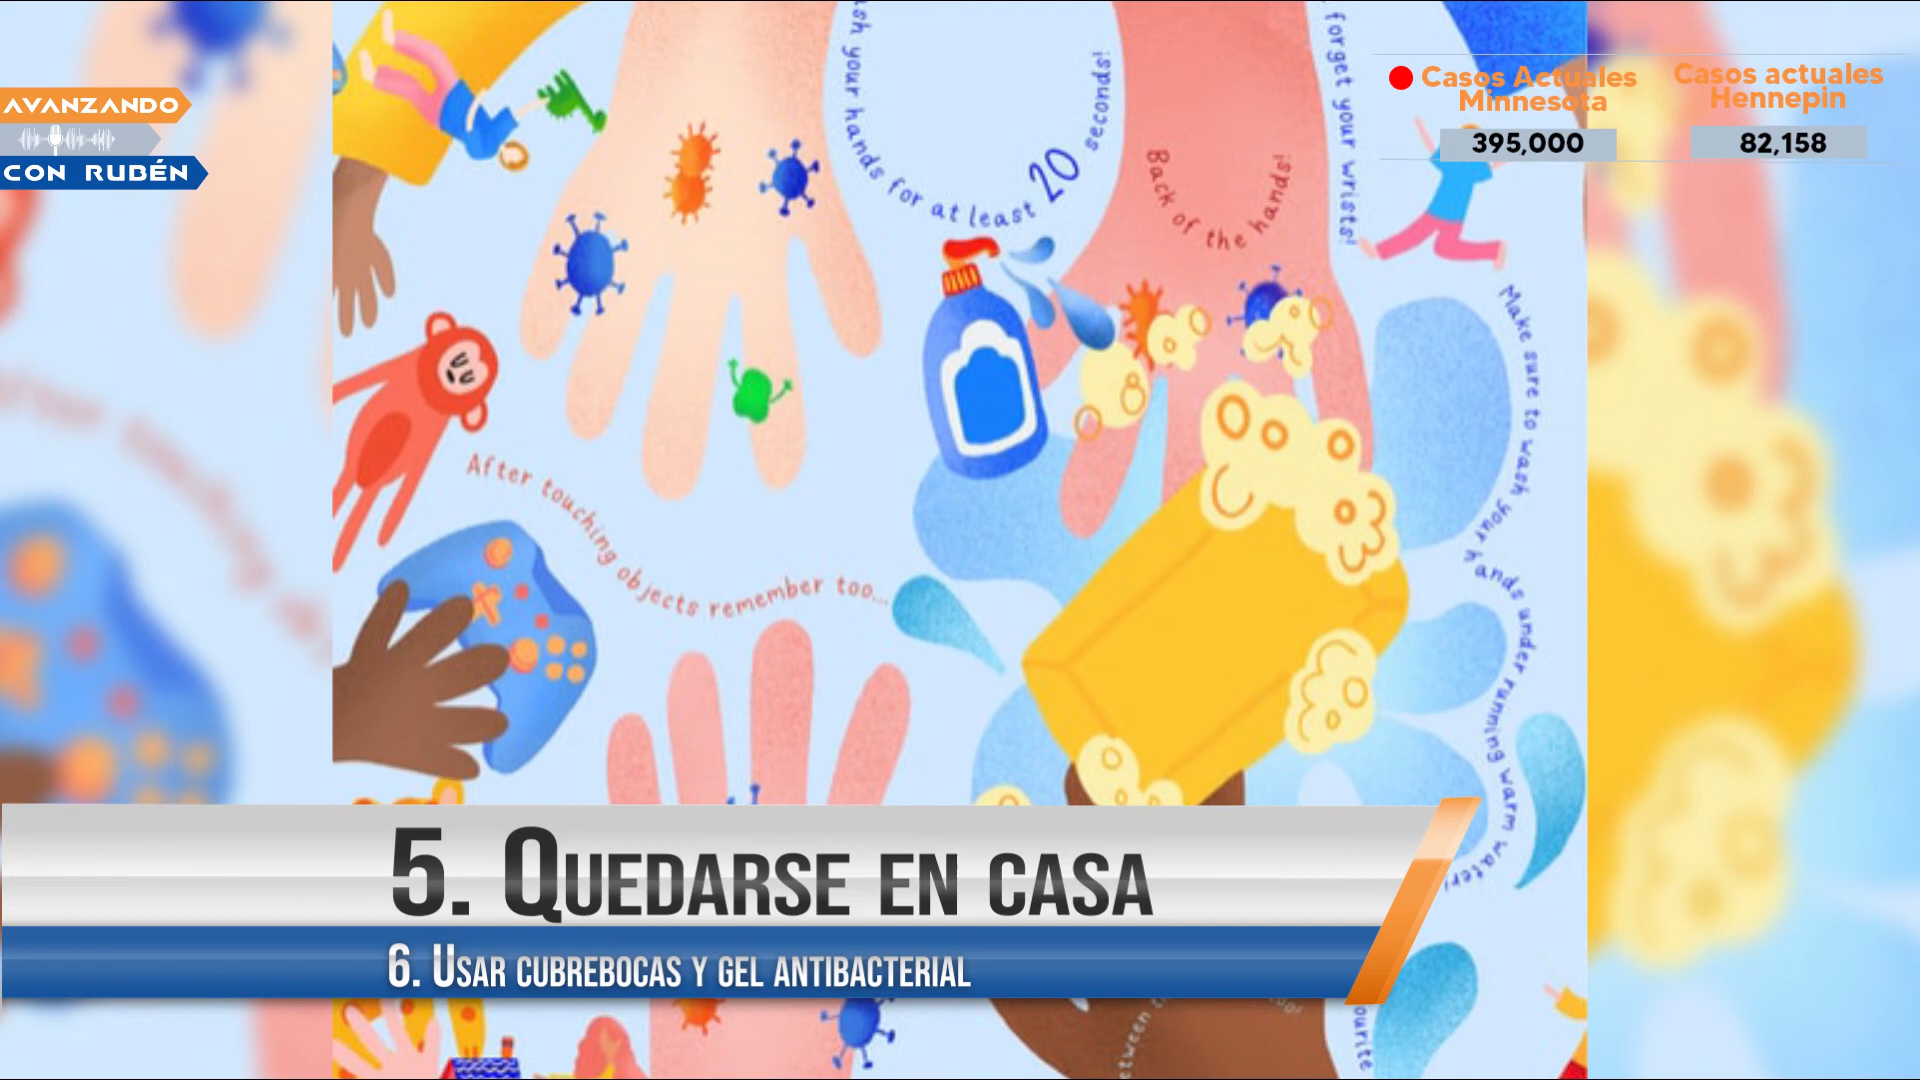 AVANZANDO
CON RUBÉN
Casos Actuales
Minnesota
395,000
Casos actuales
Hennepin
82,158
ash your hands for at least 20 seconds!
Back of the hands!
forget your wrists!
Make sure to wash your hands under running warm water!
After touching objects remember too...
5. QUEDARSE EN CASA
6. USAR CUBREBOCAS Y GEL ANTIBACTERIAL